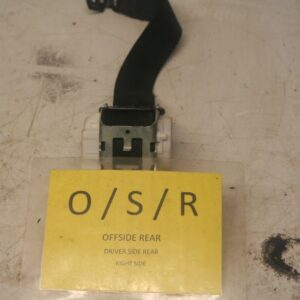 O / S / R
OFFSIDE REAR
DRIVER SIDE REAR
RIGHT SIDE